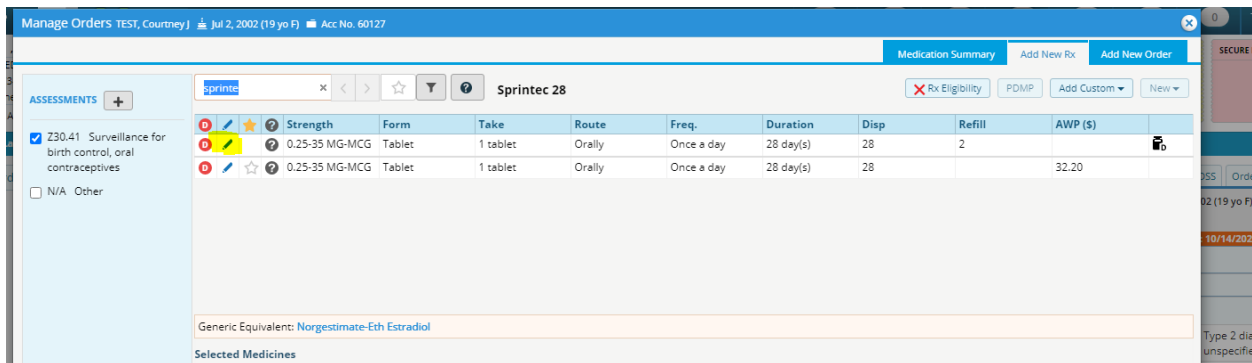 Manage Orders TEST, Courtney J Jul 2, 2002 (19 yo F) Acc No. 60127
0
Medication Summary Add New Rx Add New Order
SECURE
ASSESSMENTS +
sprinte × < > ? Sprintec 28
Rx Eligibility PDMP Add Custom New
D ? Strength Form Take Route Freq. Duration Disp Refill AWP ($)
Z30.41 Surveillance for
birth control, oral
contraceptives
D ? 0.25-35 MG-MCG Tablet 1 tablet Orally Once a day 28 day(s) 28 2 D
D ? 0.25-35 MG-MCG Tablet 1 tablet Orally Once a day 28 day(s) 28 32.20
N/A Other
OSS Orde
02 (19 yo F)
10/14/202
Generic Equivalent: Norgestimate-Eth Estradiol
Selected Medicines
Type 2 dia
unspecifie